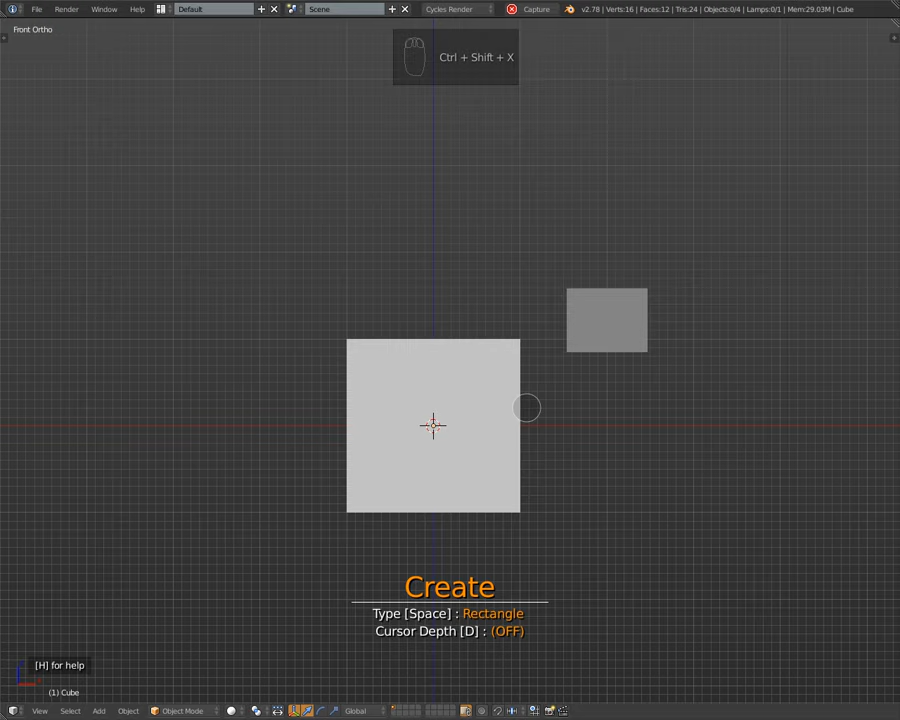 File Render Window Help Default Scene Cycles Render Capture v2.78 | Verts:16 | Faces:12 | Tris:24 | Objects:0/4 | Lamps:0/1 | Mem:29.03M | Cube
Front Ortho
Ctrl + Shift + X
Create
Type [Space] : Rectangle
Cursor Depth [D] : (OFF)
[H] for help
(1) Cube
View Select Add Object Object Mode Global